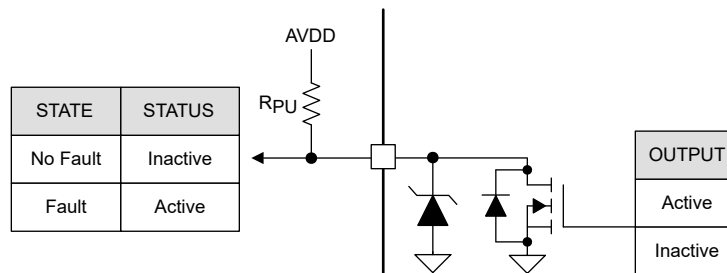 AVDD
RPU
STATE STATUS
No Fault Inactive
Fault Active
OUTPUT
Active
Inactive